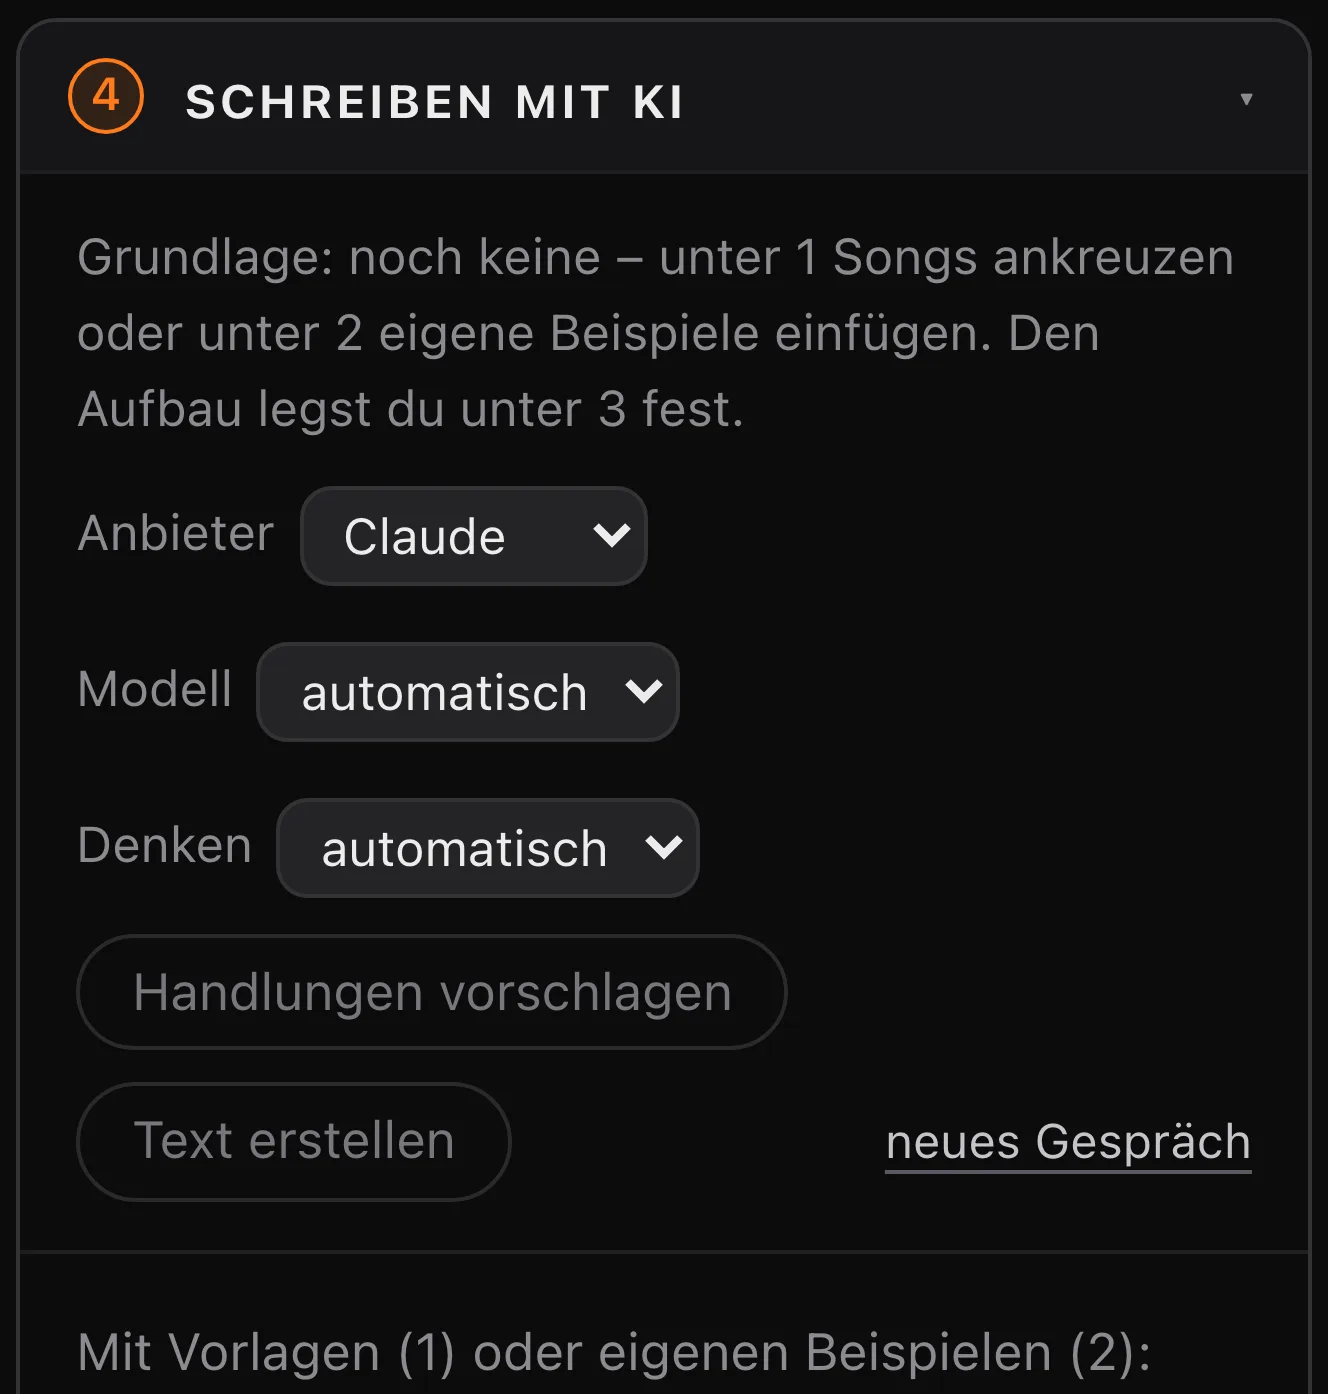 4 SCHREIBEN MIT KI ▼
Grundlage: noch keine – unter 1 Songs ankreuzen
oder unter 2 eigene Beispiele einfügen. Den
Aufbau legst du unter 3 fest.
Anbieter Claude
Modell automatisch
Denken automatisch
Handlungen vorschlagen
Text erstellen neues Gespräch
Mit Vorlagen (1) oder eigenen Beispielen (2):